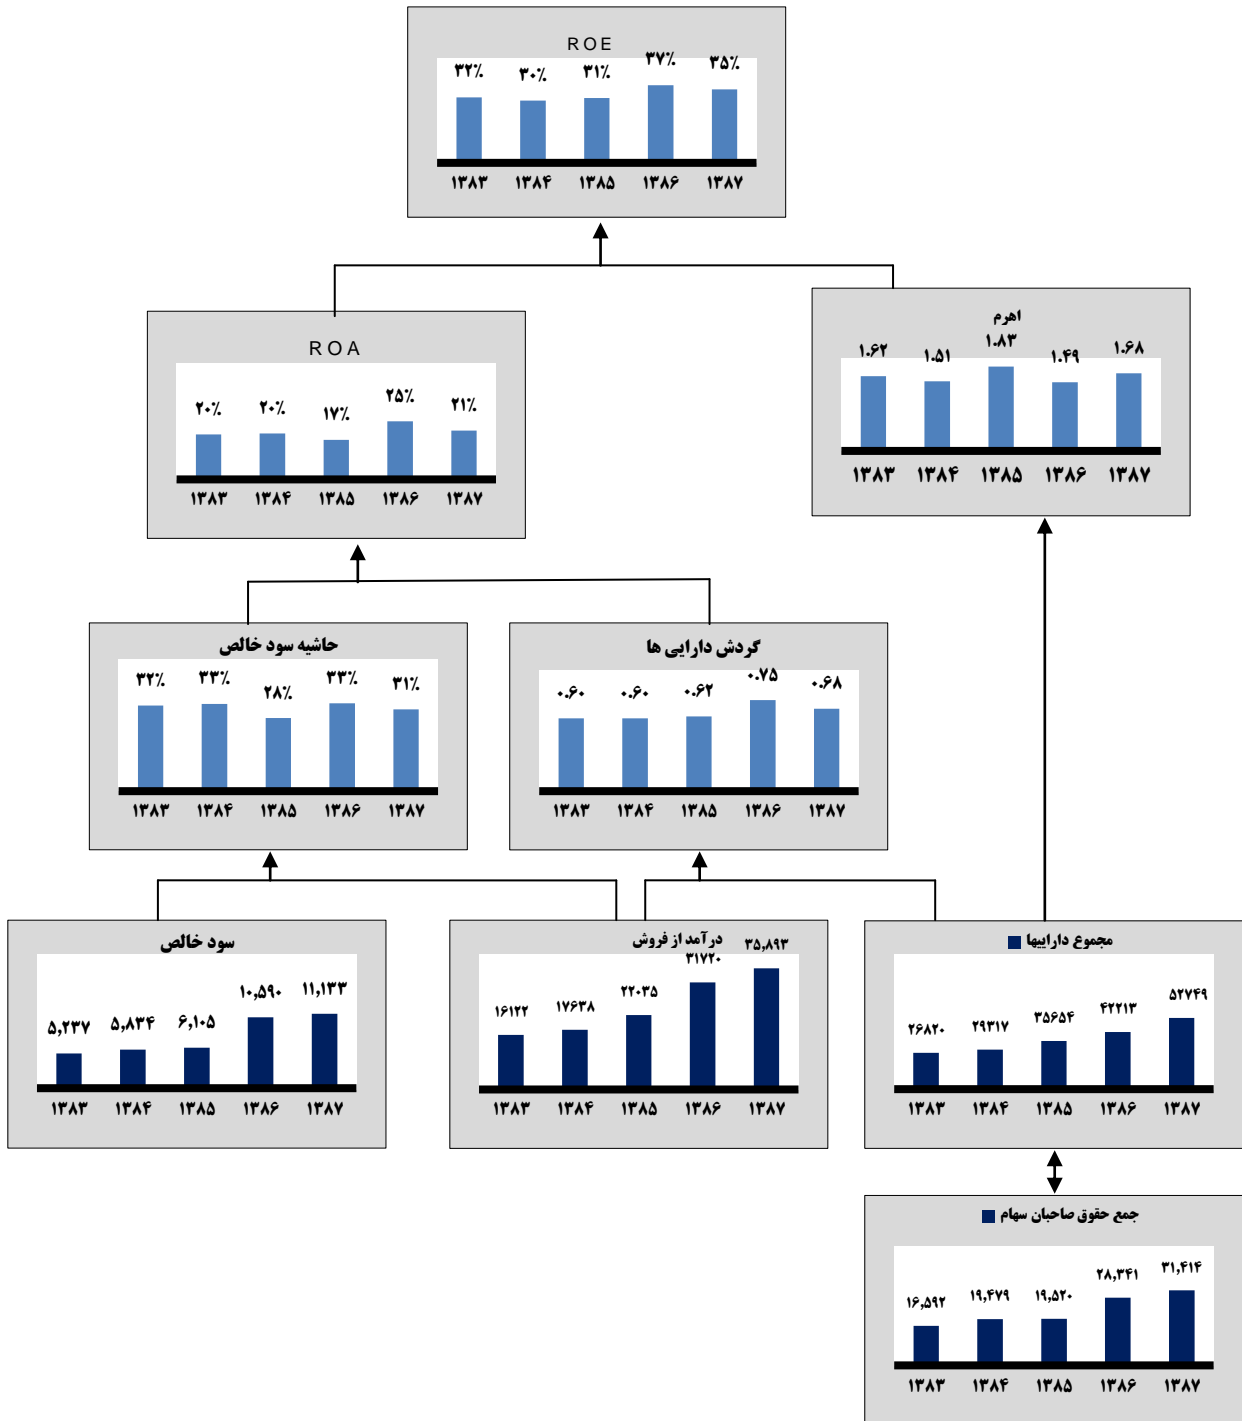 ROE
۳۲% ۳۰% ۳۱% ۳۷% ۳۵%
۱۳۸۳ ۱۳۸۴ ۱۳۸۵ ۱۳۸۶ ۱۳۸۷
اهرم
۱.۶۲ ۱.۵۱ ۱.۸۳ ۱.۴۹ ۱.۶۸
۱۳۸۳ ۱۳۸۴ ۱۳۸۵ ۱۳۸۶ ۱۳۸۷
ROA
۲۰% ۲۰% ۱۷% ۲۵% ۲۱%
۱۳۸۳ ۱۳۸۴ ۱۳۸۵ ۱۳۸۶ ۱۳۸۷
حاشیه سود خالص
۳۲% ۳۳% ۲۸% ۳۳% ۳۱%
۱۳۸۳ ۱۳۸۴ ۱۳۸۵ ۱۳۸۶ ۱۳۸۷
گردش دارایی ها
۰.۶۰ ۰.۶۰ ۰.۶۲ ۰.۷۵ ۰.۶۸
۱۳۸۳ ۱۳۸۴ ۱۳۸۵ ۱۳۸۶ ۱۳۸۷
سود خالص
۵,۲۳۷ ۵,۸۳۴ ۶,۱۰۵ ۱۰,۵۹۰ ۱۱,۱۳۳
۱۳۸۳ ۱۳۸۴ ۱۳۸۵ ۱۳۸۶ ۱۳۸۷
درآمد از فروش
۱۶۱۲۲ ۱۷۶۳۸ ۲۲۰۳۵ ۳۱۷۲۰ ۳۵,۸۹۳
۱۳۸۳ ۱۳۸۴ ۱۳۸۵ ۱۳۸۶ ۱۳۸۷
مجموع داراییها
۲۶۸۲۰ ۲۹۳۱۷ ۳۵۶۵۴ ۴۲۲۱۳ ۵۲۷۴۹
۱۳۸۳ ۱۳۸۴ ۱۳۸۵ ۱۳۸۶ ۱۳۸۷
جمع حقوق صاحبان سهام
۱۶,۵۹۲ ۱۹,۴۷۹ ۱۹,۵۲۰ ۲۸,۳۴۱ ۳۱,۴۱۴
۱۳۸۳ ۱۳۸۴ ۱۳۸۵ ۱۳۸۶ ۱۳۸۷